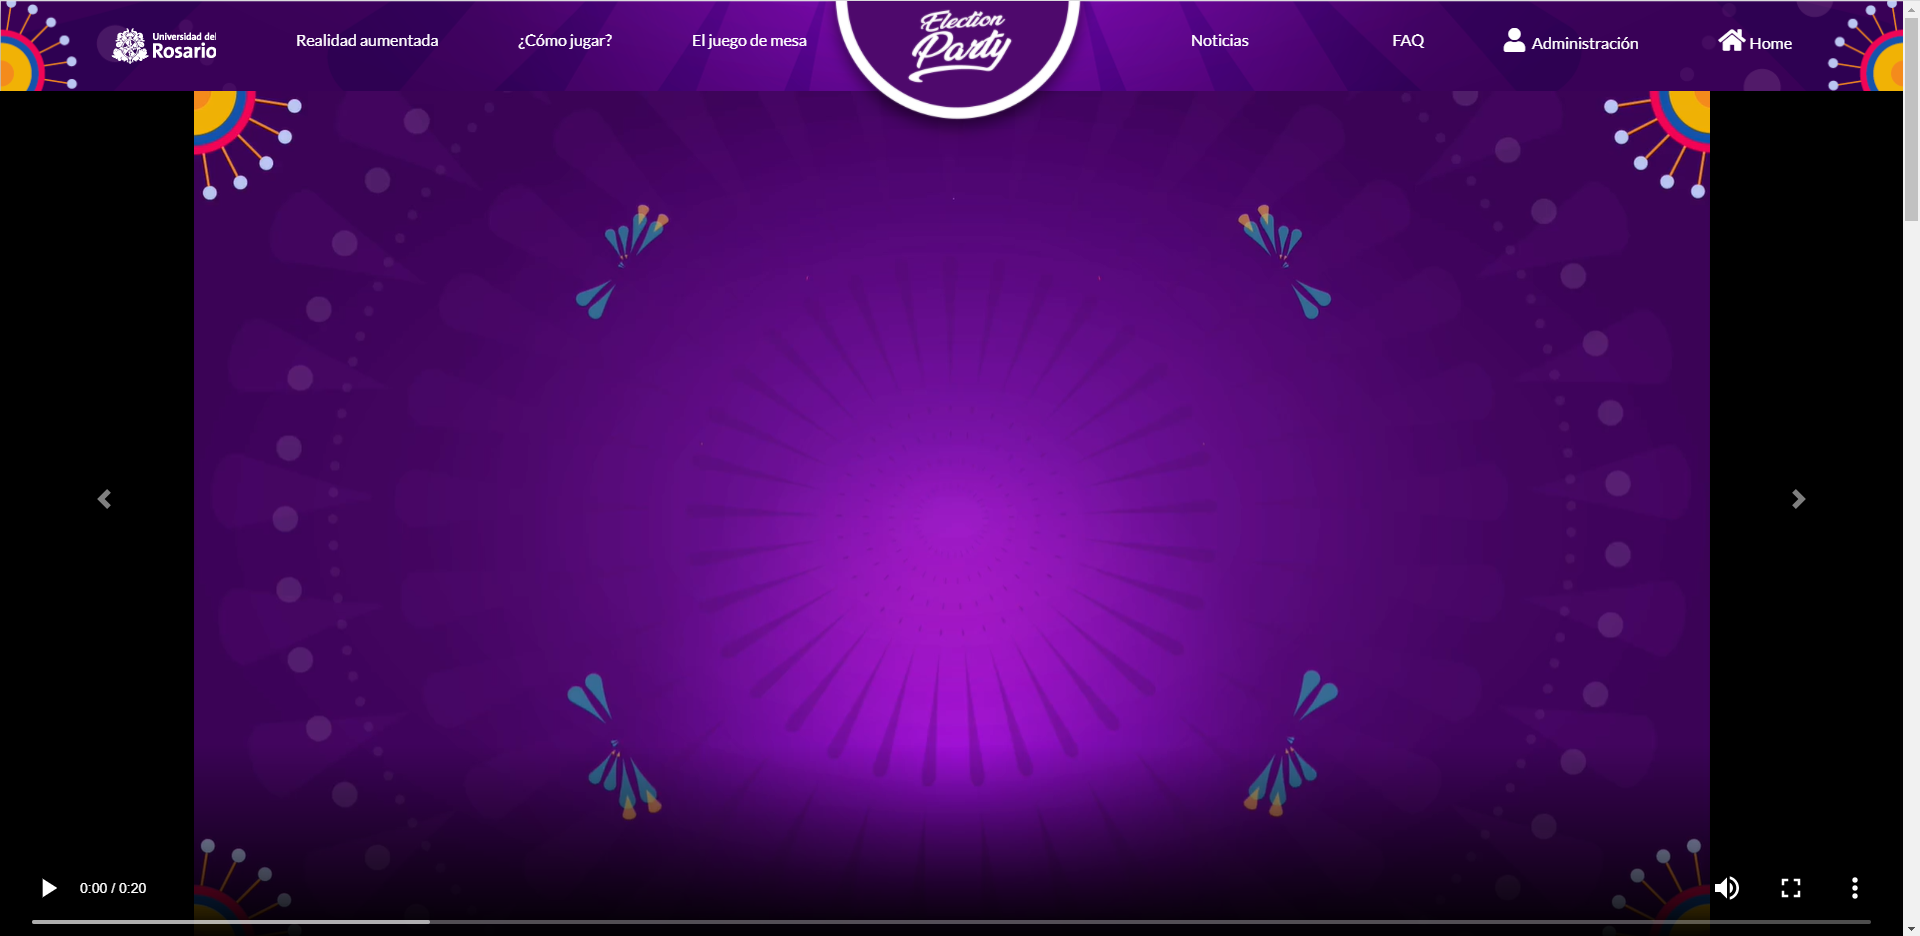 Universidad del
Rosario
Realidad aumentada
¿Cómo jugar?
El juego de mesa
Election
Party
Noticias
FAQ
Administración
Home
0:00 / 0:20